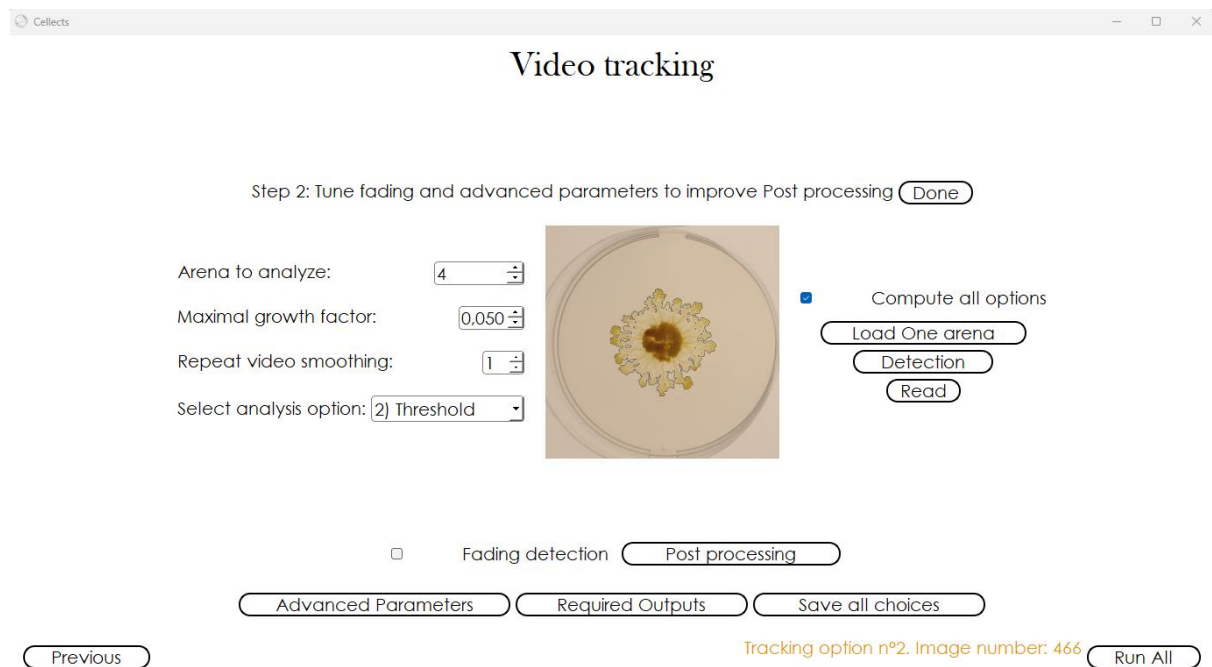 Cellects
Video tracking
Step 2: Tune fading and advanced parameters to improve Post processing Done
Arena to analyze: 4
Maximal growth factor: 0,050
Repeat video smoothing: 1
Select analysis option: 2) Threshold
Compute all options
Load One arena
Detection
Read
Fading detection Post processing
Advanced Parameters Required Outputs Save all choices
Previous Tracking option n°2. Image number: 466 Run All